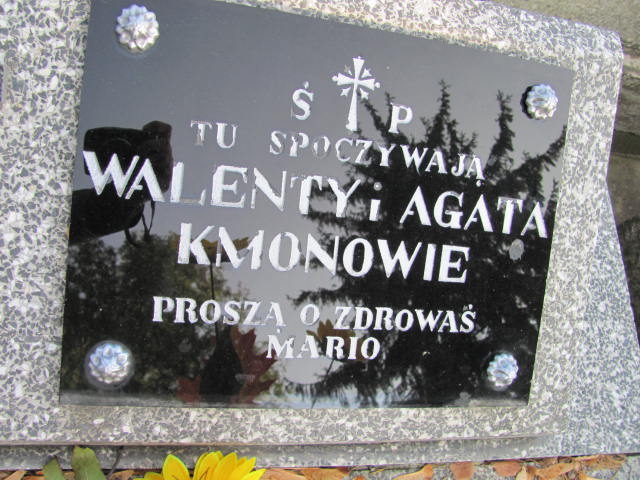 Ś P
TU SPOCZYWAJĄ
WALENTY i AGATA
KMONOWIE
PROSZĄ O ZDROWAŚ
MARIO